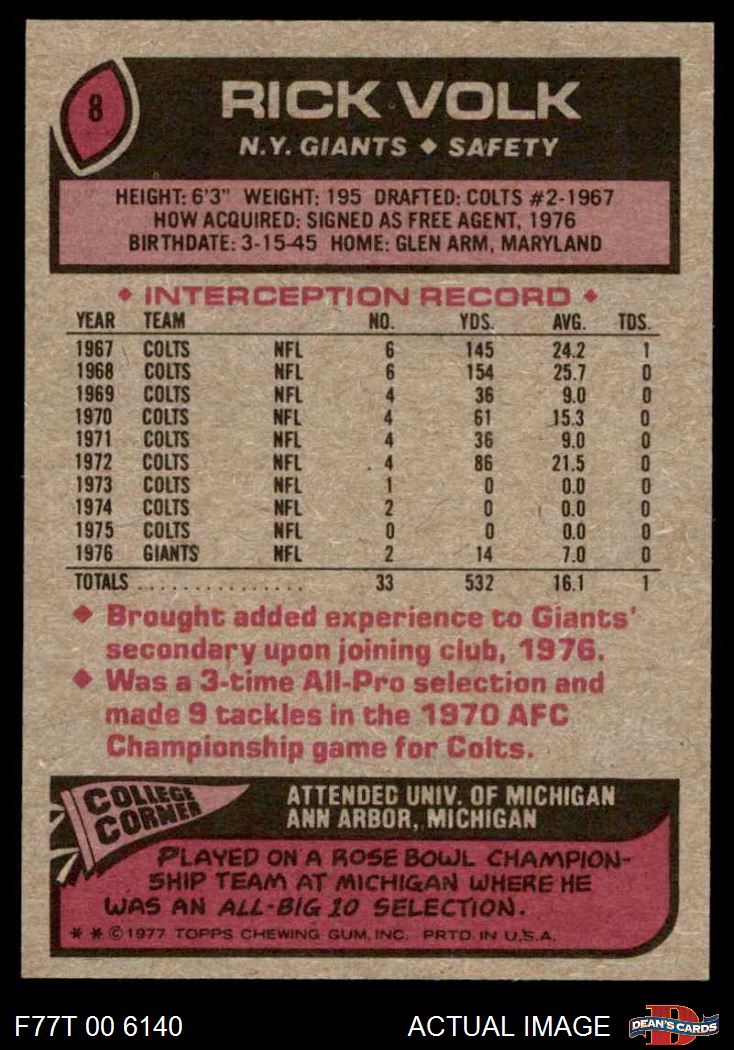 8
RICK VOLK
N.Y. GIANTS ◆ SAFETY
HEIGHT: 6'3" WEIGHT: 195 DRAFTED: COLTS #2-1967
HOW ACQUIRED: SIGNED AS FREE AGENT, 1976
BIRTHDATE: 3-15-45 HOME: GLEN ARM, MARYLAND
◆ INTERCEPTION RECORD ◆
YEAR TEAM NO. YDS. AVG. TDS.
1967 COLTS NFL 6 145 24.2 1
1968 COLTS NFL 6 154 25.7 0
1969 COLTS NFL 4 36 9.0 0
1970 COLTS NFL 4 61 15.3 0
1971 COLTS NFL 4 36 9.0 0
1972 COLTS NFL 4 86 21.5 0
1973 COLTS NFL 1 0 0.0 0
1974 COLTS NFL 2 0 0.0 0
1975 COLTS NFL 0 0 0.0 0
1976 GIANTS NFL 2 14 7.0 0
TOTALS ................ 33 532 16.1 1
◆ Brought added experience to Giants'
secondary upon joining club, 1976.
◆ Was a 3-time All-Pro selection and
made 9 tackles in the 1970 AFC
Championship game for Colts.
COLLEGE
CORNER
ATTENDED UNIV. OF MICHIGAN
ANN ARBOR, MICHIGAN
PLAYED ON A ROSE BOWL CHAMPION-
SHIP TEAM AT MICHIGAN WHERE HE
WAS AN ALL-BIG 10 SELECTION.
* * © 1977 TOPPS CHEWING GUM, INC. PRTD. IN U.S.A.
F77T 00 6140
ACTUAL IMAGE
D
DEAN'S CARDS